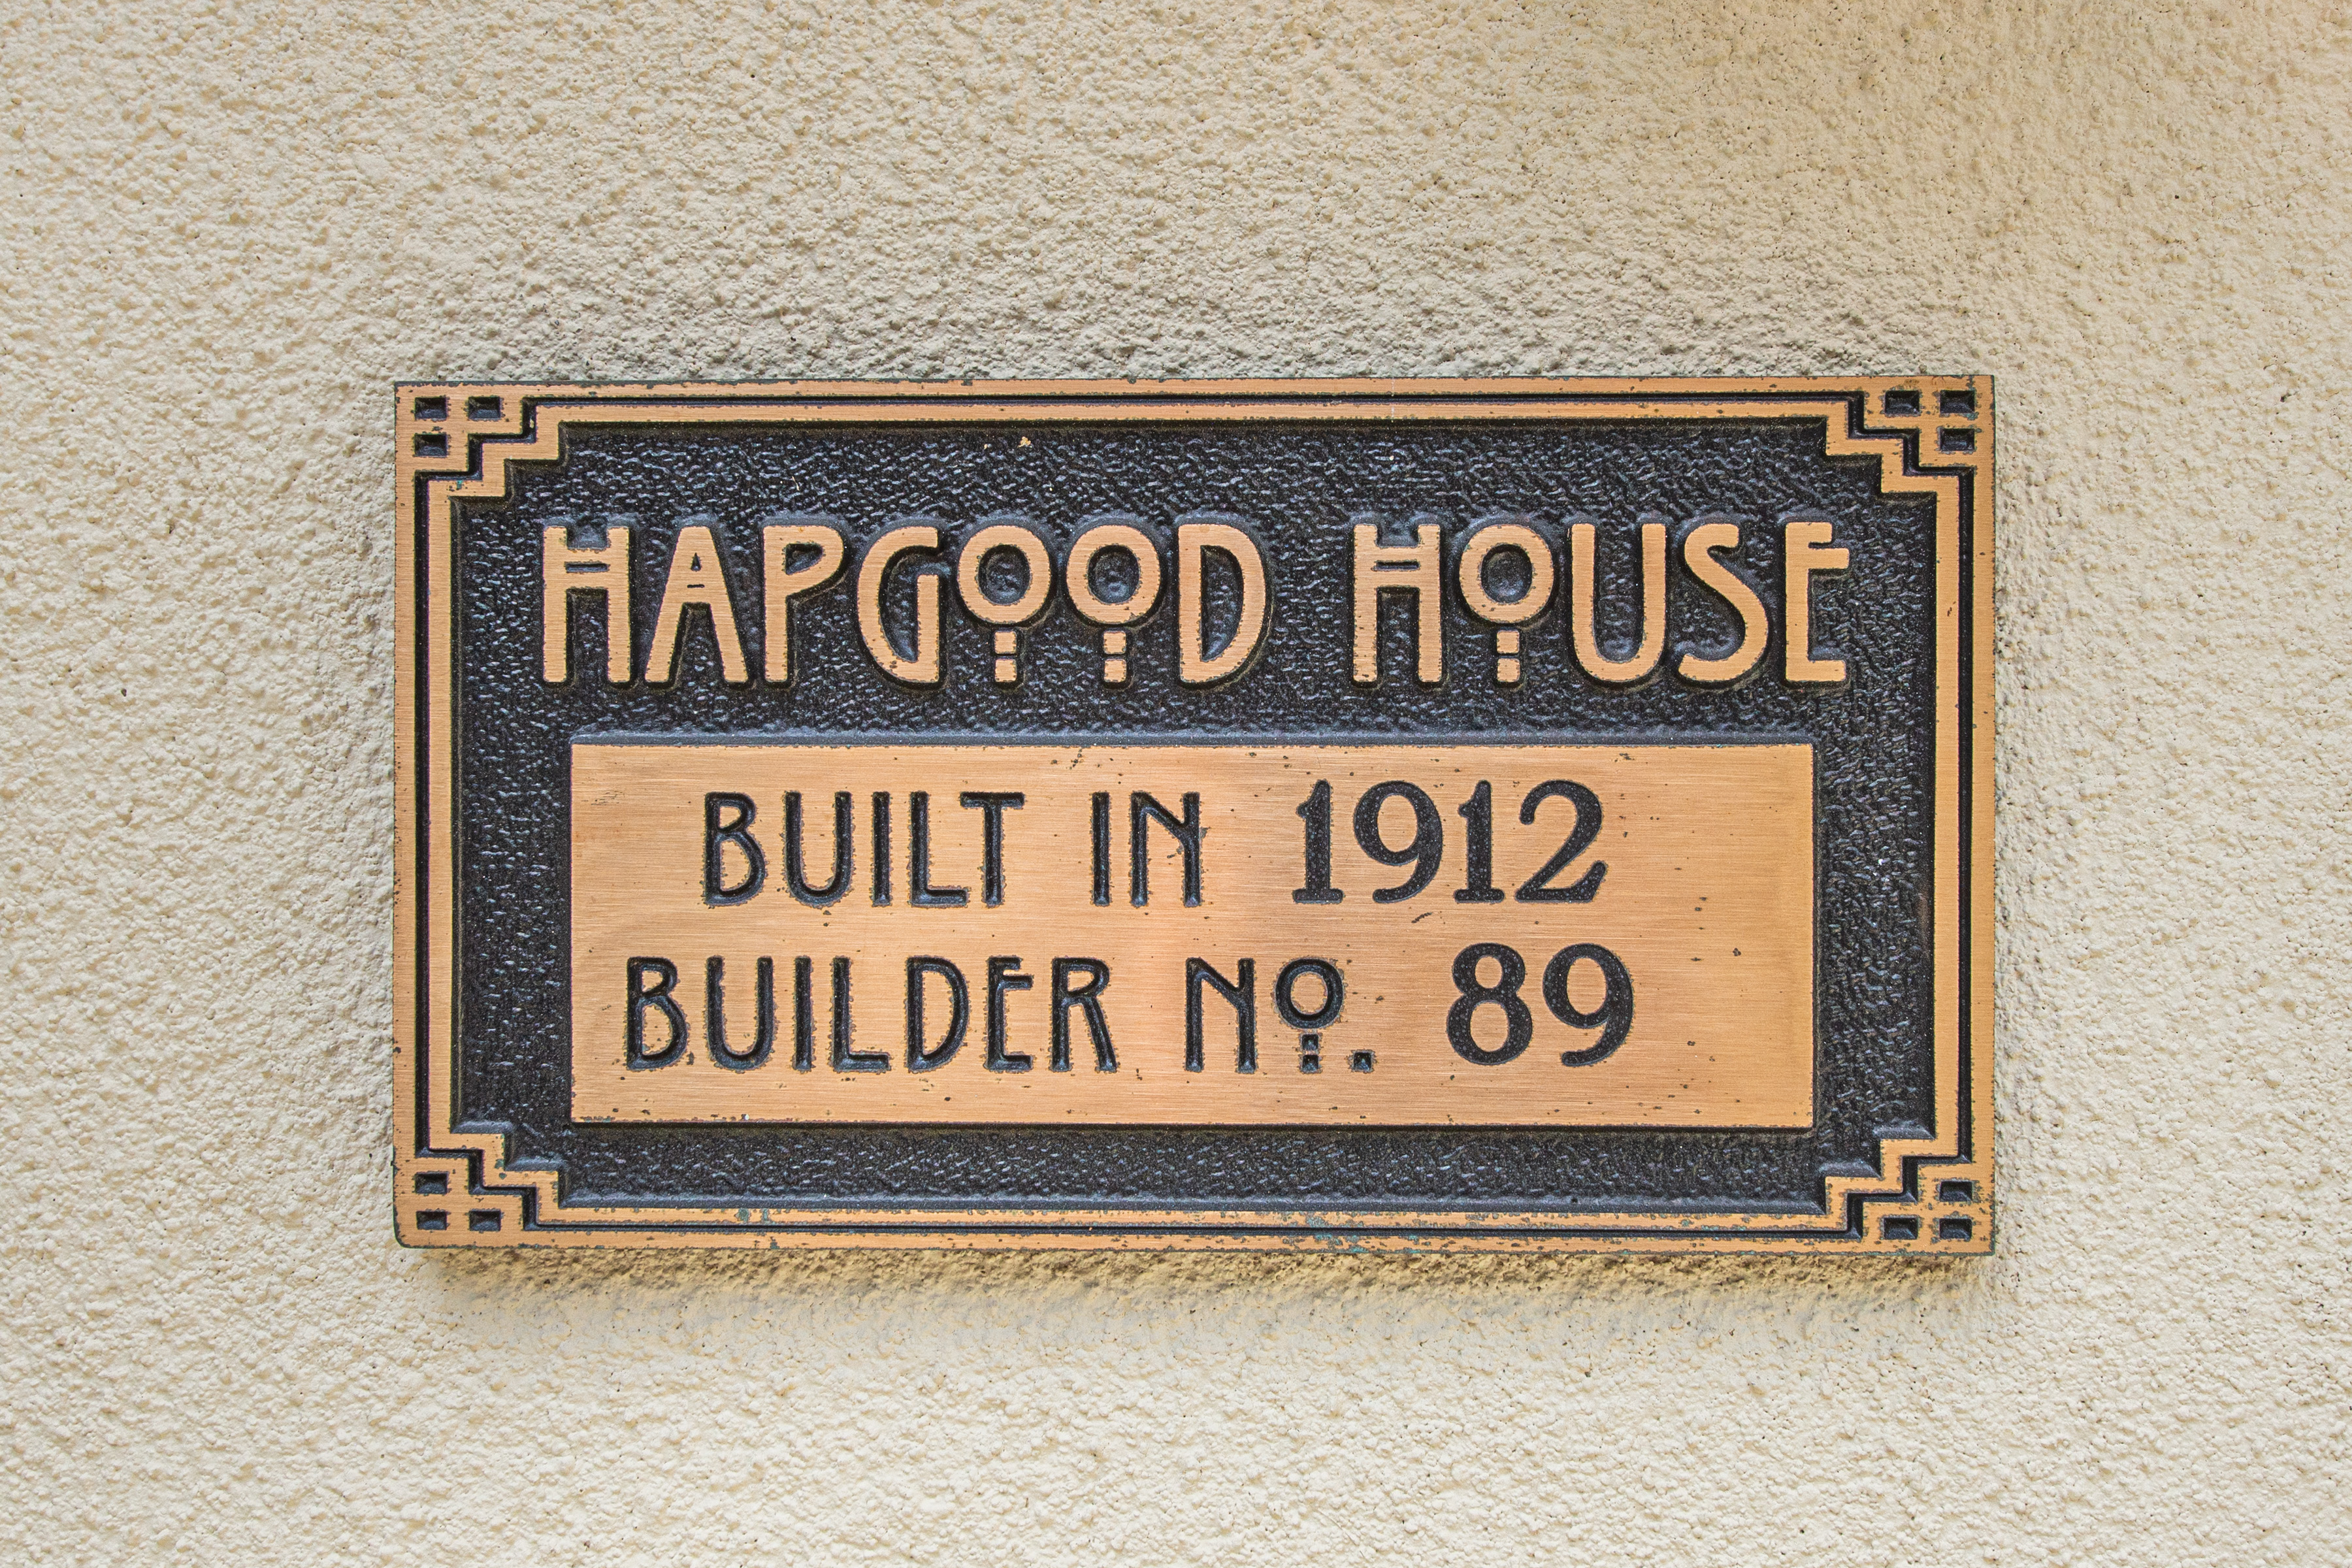 HAPGOOD HOUSE
BUILT IN 1912
BUILDER NO. 89